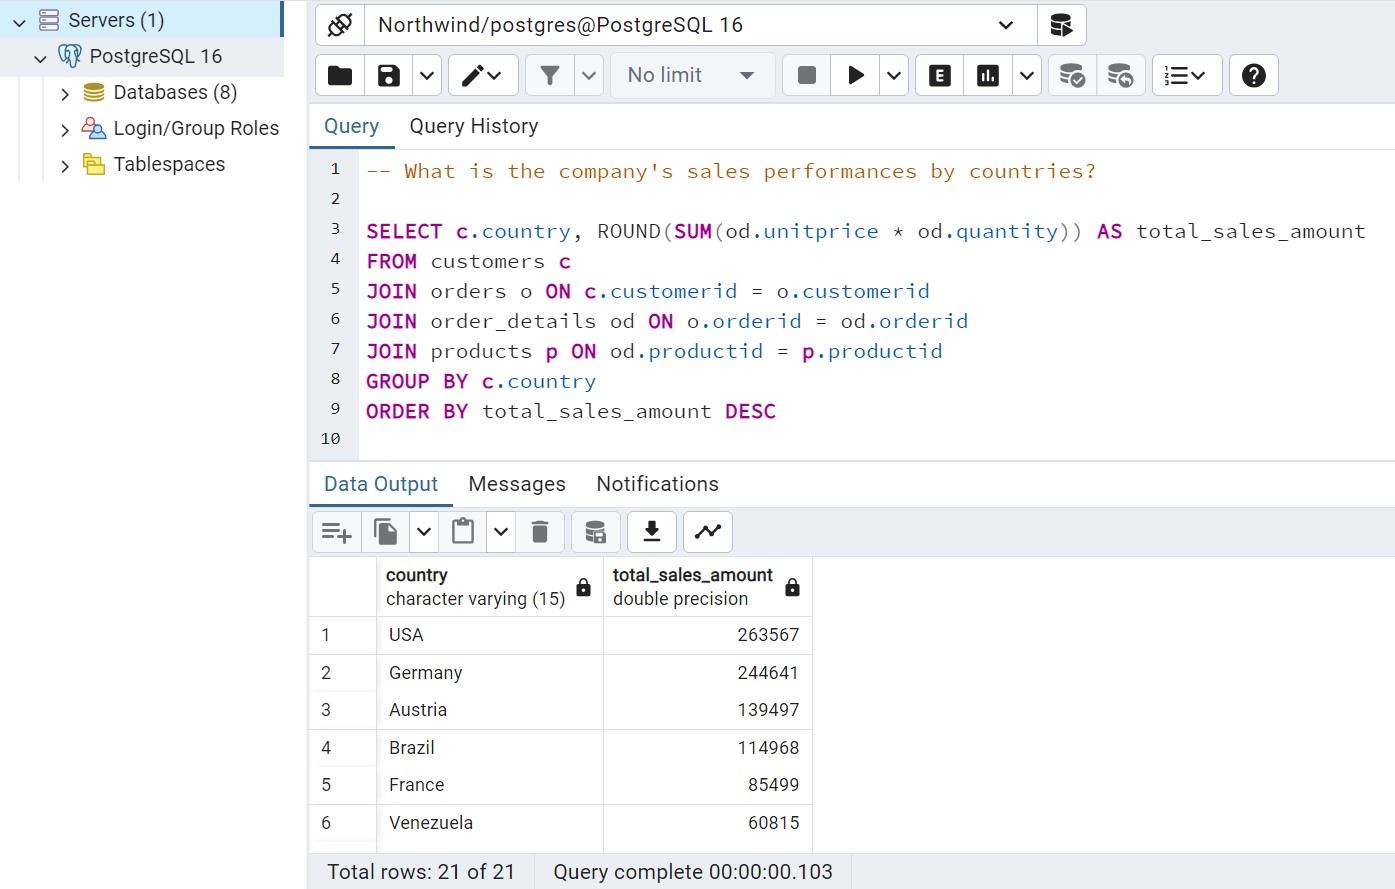 Servers (1)
PostgreSQL 16
Databases (8)
Login/Group Roles
Tablespaces
Northwind/postgres@PostgreSQL 16
No limit
E
Query
Query History
1 -- What is the company's sales performances by countries?
2
3 SELECT c.country, ROUND(SUM(od.unitprice * od.quantity)) AS total_sales_amount
4 FROM customers c
5 JOIN orders o ON c.customerid = o.customerid
6 JOIN order_details od ON o.orderid = od.orderid
7 JOIN products p ON od.productid = p.productid
8 GROUP BY c.country
9 ORDER BY total_sales_amount DESC
10
Data Output Messages Notifications
country total_sales_amount
character varying (15) double precision
1 USA 263567
2 Germany 244641
3 Austria 139497
4 Brazil 114968
5 France 85499
6 Venezuela 60815
Total rows: 21 of 21 Query complete 00:00:00.103